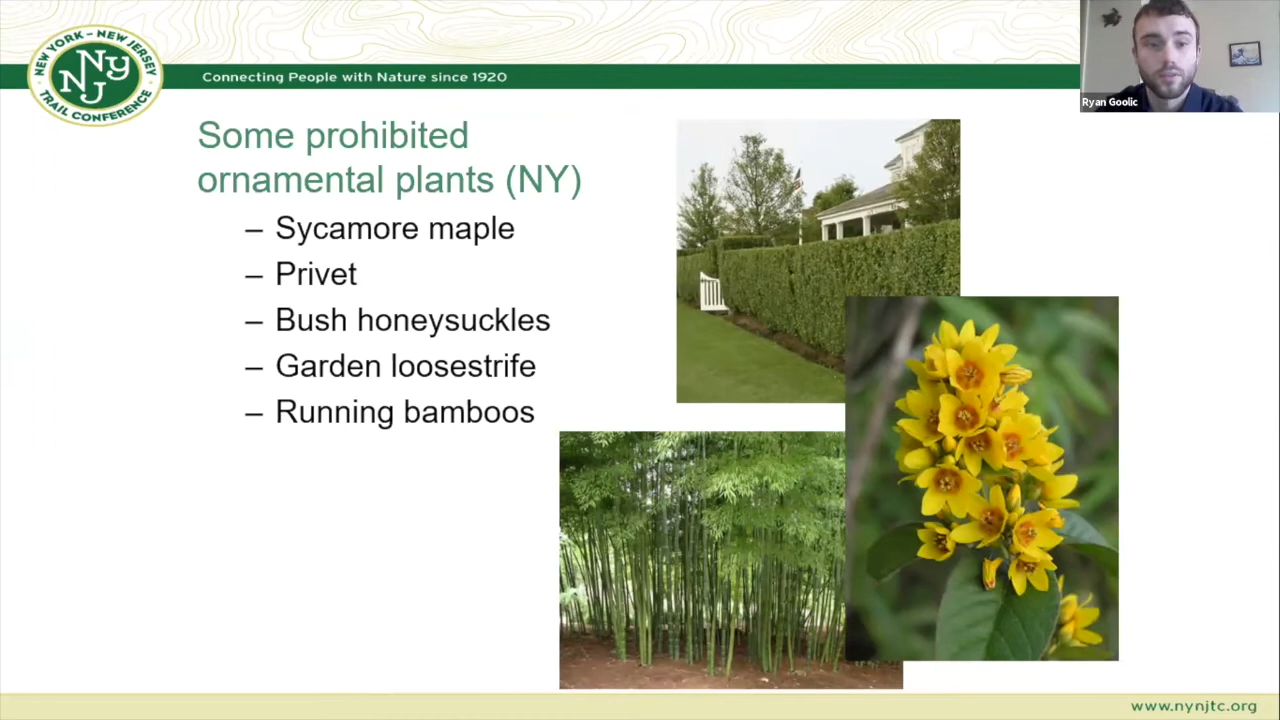 NEW YORK - NEW JERSEY
NY
NJ
TRAIL CONFERENCE
Connecting People with Nature since 1920
Ryan Goolic
Some prohibited
ornamental plants (NY)
– Sycamore maple
– Privet
– Bush honeysuckles
– Garden loosestrife
– Running bamboos
www.nynjtc.org